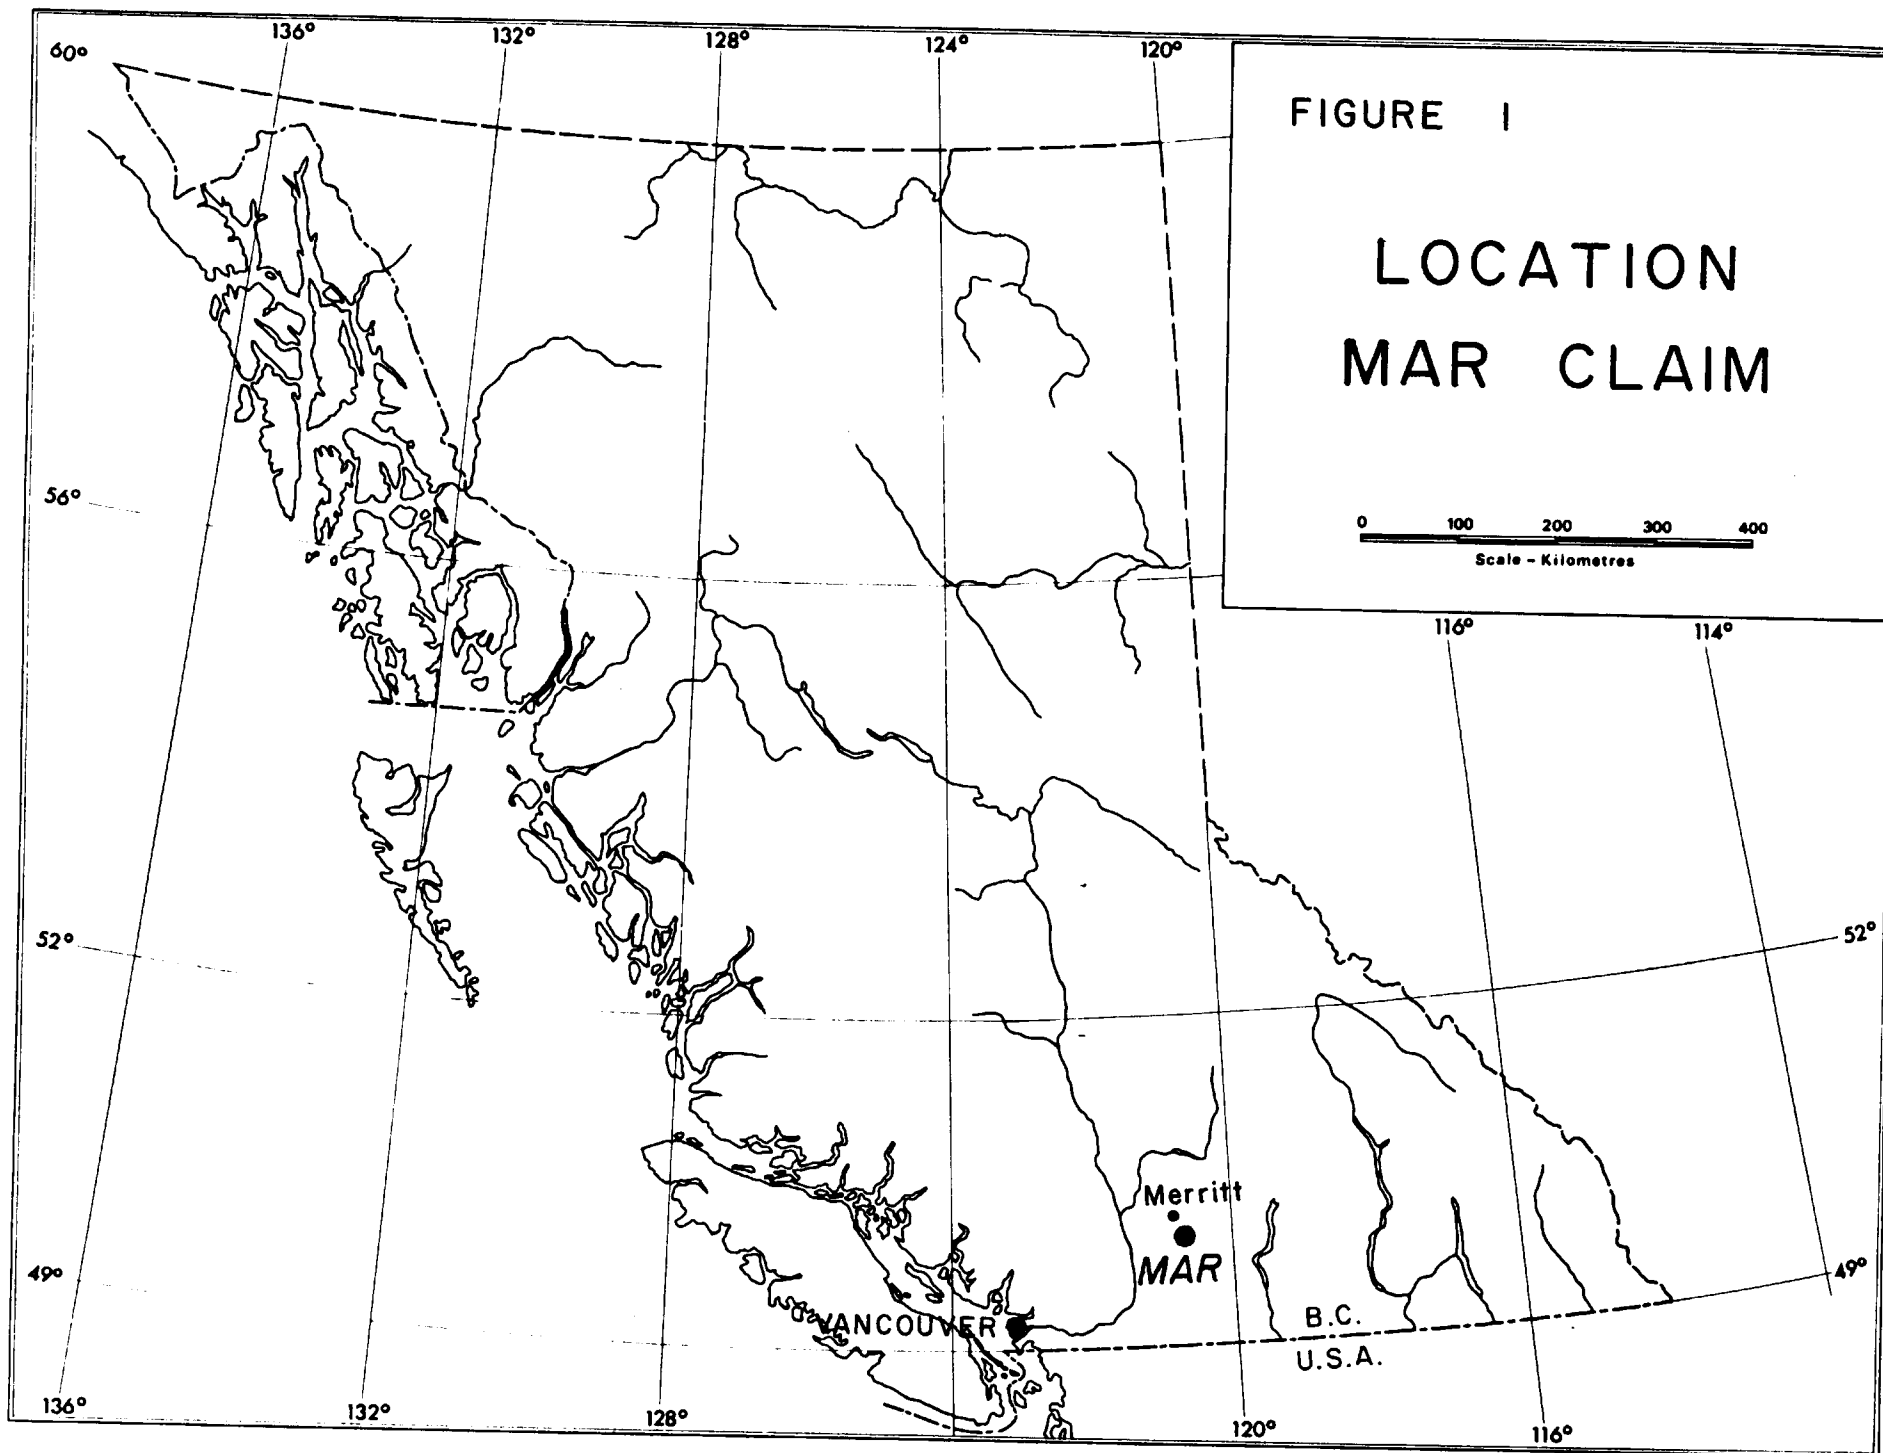 136° 132° 128° 124° 120°
60°
FIGURE 1
LOCATION
MAR CLAIM
0 100 200 300 400
Scale - Kilometres
56°
116° 114°
52° 52°
Merritt
MAR
49° 49°
VANCOUVER
B.C.
U.S.A.
136° 132° 128° 120° 116°